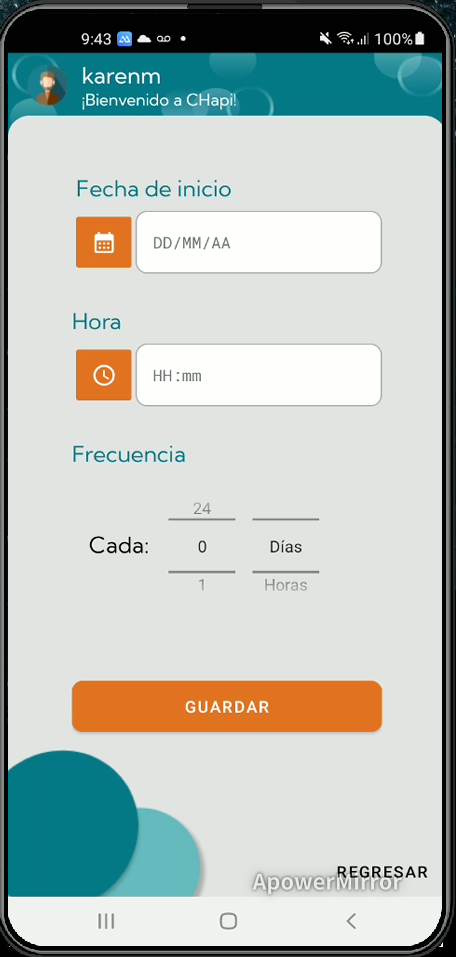 9:43 100%
karenm
¡Bienvenido a CHapi!
Fecha de inicio
DD/MM/AA
Hora
HH:mm
Frecuencia
24
Cada: 0 Días
1 Horas
GUARDAR
REGRESAR
ApowerMirror